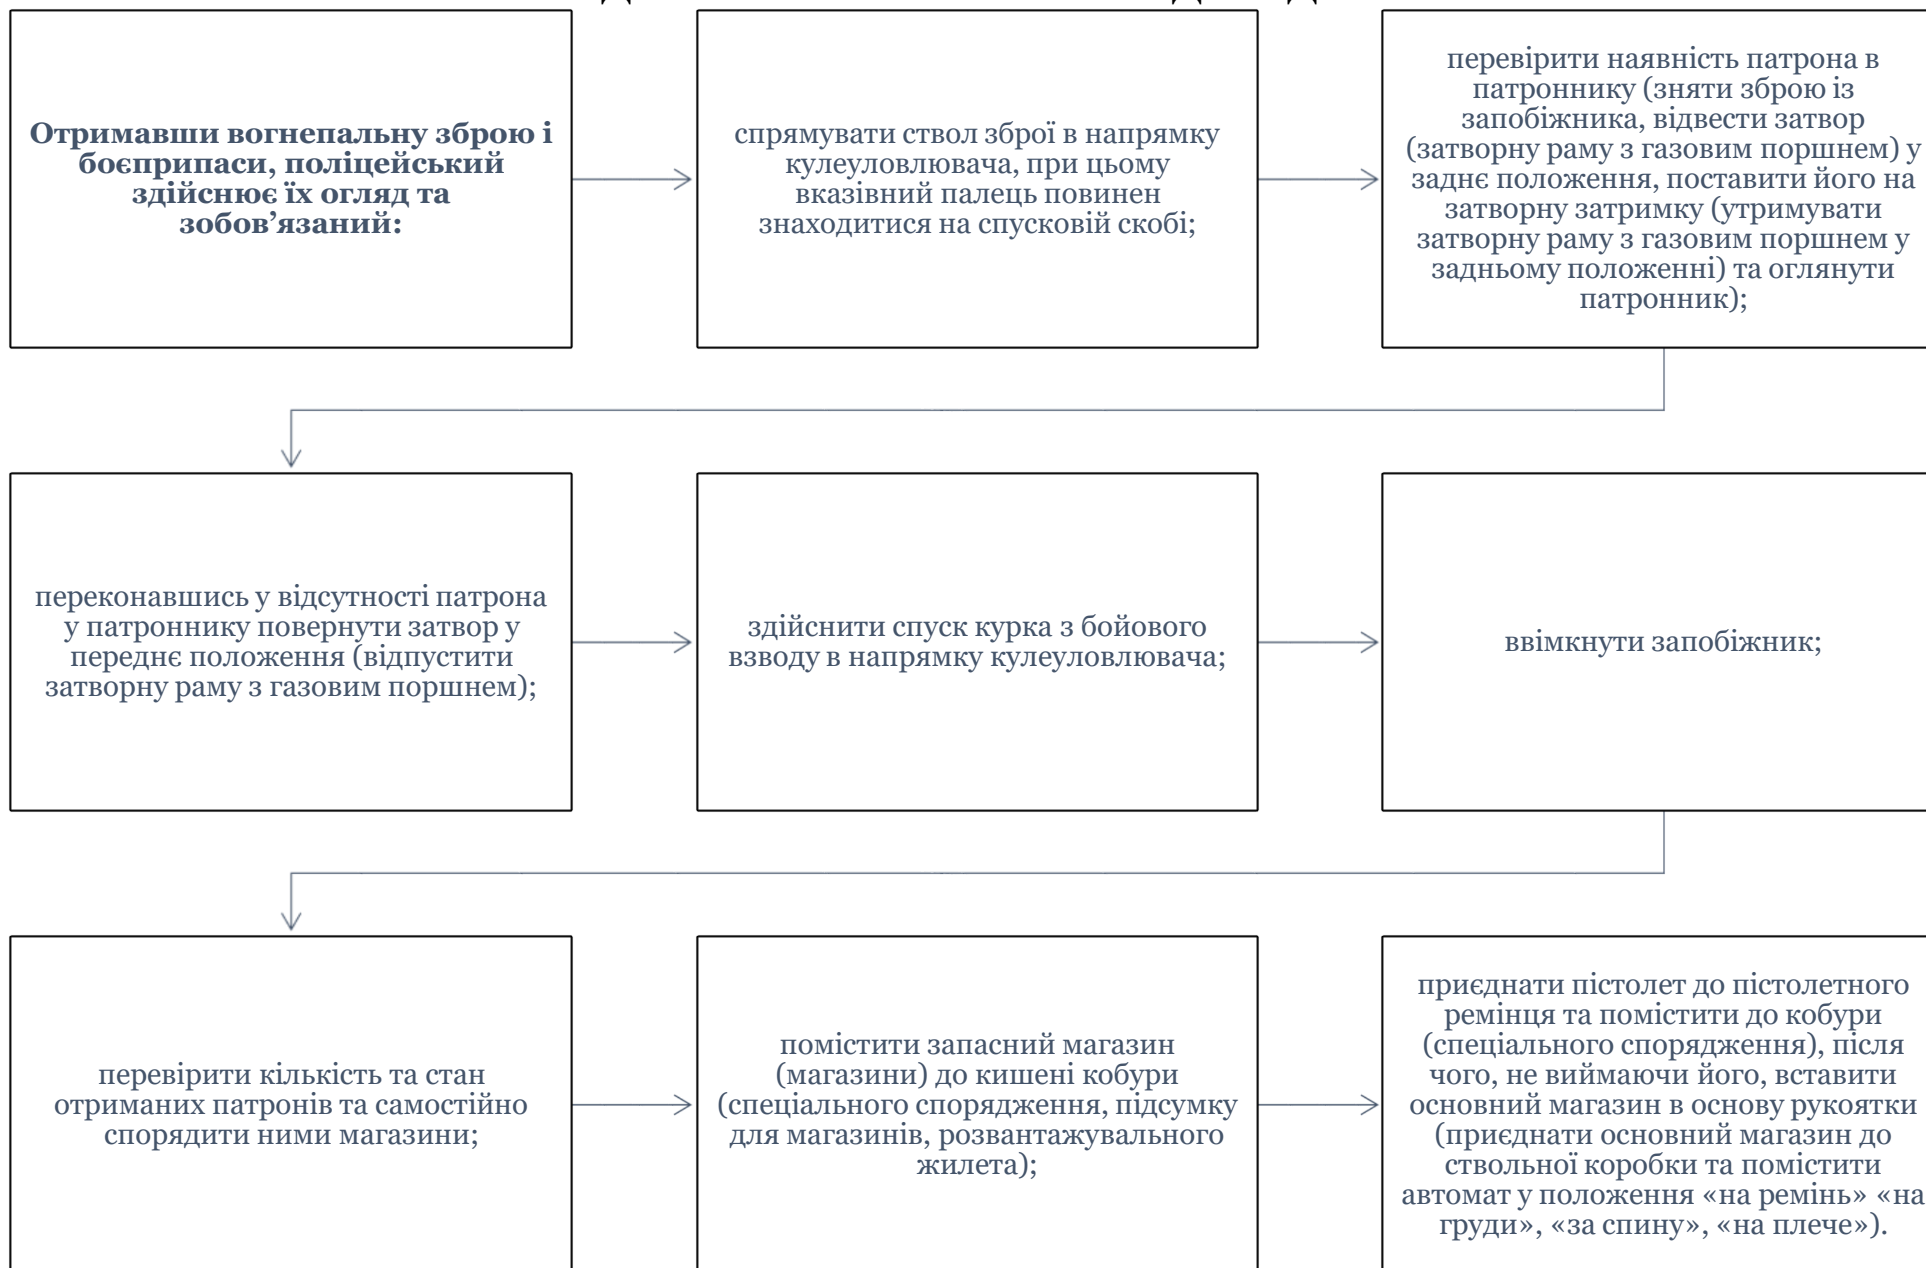 Отримавши вогнепальну зброю і
боєприпаси, поліцейський
здійснює їх огляд та
зобов’язаний:
спрямувати ствол зброї в напрямку
кулеуловлювача, при цьому
вказівний палець повинен
знаходитися на спусковій скобі;
перевірити наявність патрона в
патроннику (зняти зброю із
запобіжника, відвести затвор
(затворну раму з газовим поршнем) у
заднє положення, поставити його на
затворну затримку (утримувати
затворну раму з газовим поршнем у
задньому положенні) та оглянути
патронник);
переконавшись у відсутності патрона
у патроннику повернути затвор у
переднє положення (відпустити
затворну раму з газовим поршнем);
здійснити спуск курка з бойового
взводу в напрямку кулеуловлювача;
ввімкнути запобіжник;
перевірити кількість та стан
отриманих патронів та самостійно
спорядити ними магазини;
помістити запасний магазин
(магазини) до кишені кобури
(спеціального спорядження, підсумку
для магазинів, розвантажувального
жилета);
приєднати пістолет до пістолетного
ремінця та помістити до кобури
(спеціального спорядження), після
чого, не виймаючи його, вставити
основний магазин в основу рукоятки
(приєднати основний магазин до
ствольної коробки та помістити
автомат у положення «на ремінь» «на
груди», «за спину», «на плече»).